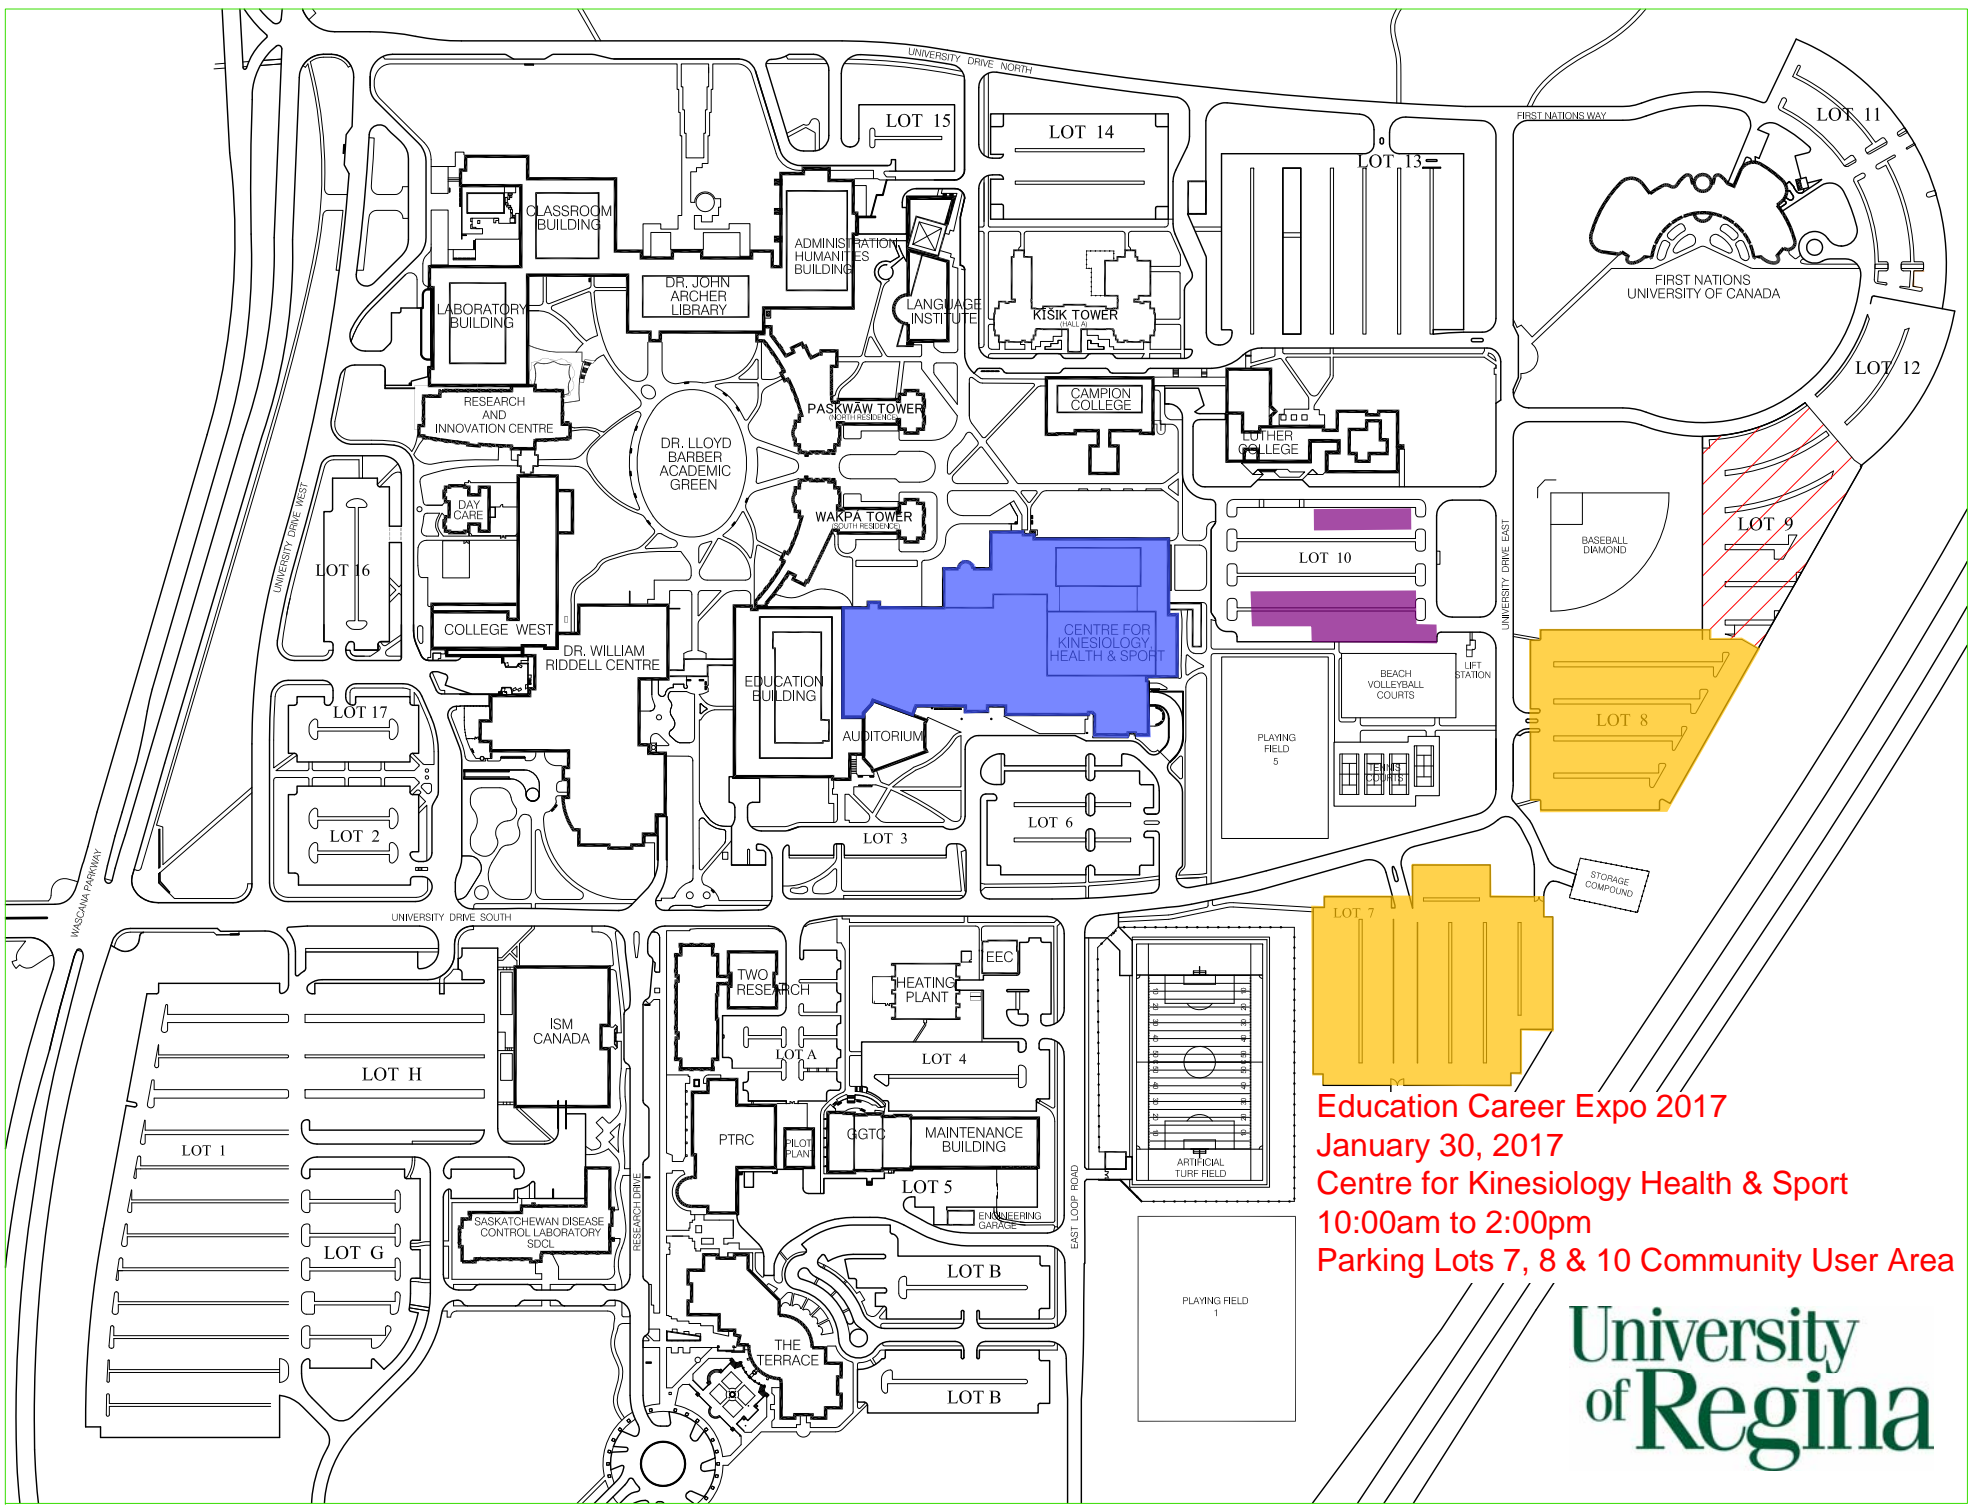 UNIVERSITY DRIVE NORTH
FIRST NATIONS WAY
LOT 11
LOT 15
LOT 14
LOT 13
CLASSROOM
BUILDING
ADMINISTRATION
HUMANITIES
BUILDING
DR. JOHN
ARCHER
LIBRARY
LABORATORY
BUILDING
LANGUAGE
INSTITUTE
KĪŠIK TOWER
(HALL A)
FIRST NATIONS
UNIVERSITY OF CANADA
LOT 12
RESEARCH
AND
INNOVATION CENTRE
PASKWĀW TOWER
(NORTH RESIDENCE)
CAMPION
COLLEGE
LUTHER
COLLEGE
DR. LLOYD
BARBER
ACADEMIC
GREEN
DAY
CARE
WAKPÁ TOWER
(SOUTH RESIDENCE)
UNIVERSITY DRIVE WEST
LOT 16
LOT 10
UNIVERSITY DRIVE EAST
BASEBALL
DIAMOND
LOT 9
COLLEGE WEST
DR. WILLIAM
RIDDELL CENTRE
CENTRE FOR
KINESIOLOGY,
HEALTH & SPORT
EDUCATION
BUILDING
BEACH
VOLLEYBALL
COURTS
LIFT
STATION
LOT 17
AUDITORIUM
LOT 8
PLAYING
FIELD
5
TENNIS
COURTS
LOT 2
LOT 3
LOT 6
WASCANA PARKWAY
STORAGE
COMPOUND
UNIVERSITY DRIVE SOUTH
LOT 7
TWO
RESEARCH
HEATING
PLANT
EEC
ISM
CANADA
LOT A
LOT 4
LOT H
LOT 1
PTRC
PILOT
PLANT
GGTC
MAINTENANCE
BUILDING
ARTIFICIAL
TURF FIELD
LOT 5
ENGINEERING
GARAGE
EAST LOOP ROAD
RESEARCH DRIVE
SASKATCHEWAN DISEASE
CONTROL LABORATORY
SDCL
LOT G
LOT B
PLAYING FIELD
1
THE
TERRACE
LOT B
Education Career Expo 2017
January 30, 2017
Centre for Kinesiology Health & Sport
10:00am to 2:00pm
Parking Lots 7, 8 & 10 Community User Area
University
of Regina